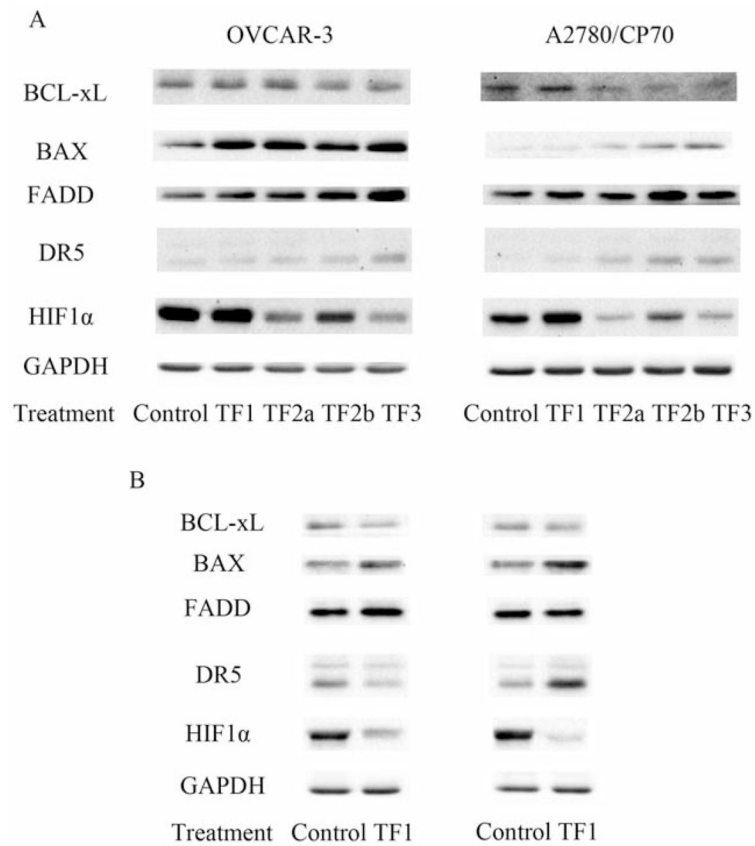 A
OVCAR-3 A2780/CP70
BCL-xL
BAX
FADD
DR5
HIF1α
GAPDH
Treatment Control TF1 TF2a TF2b TF3 Control TF1 TF2a TF2b TF3
B
BCL-xL
BAX
FADD
DR5
HIF1α
GAPDH
Treatment Control TF1 Control TF1